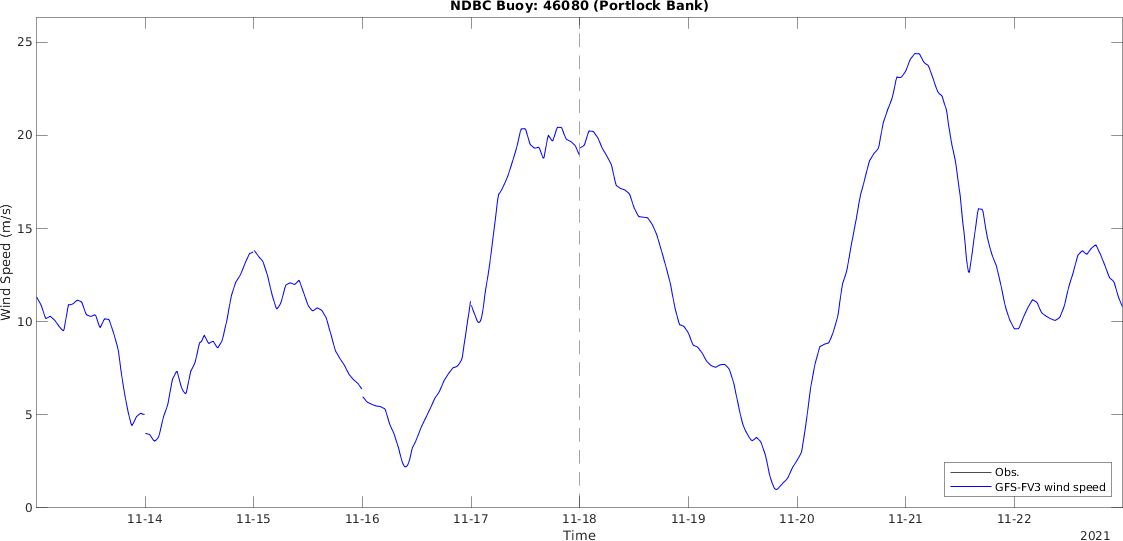 NDBC Buoy: 46080 (Portlock Bank)
25
20
15
10
5
0
Wind Speed (m/s)
11-14 11-15 11-16 11-17 11-18 11-19 11-20 11-21 11-22
Time
2021
Obs.
GFS-FV3 wind speed